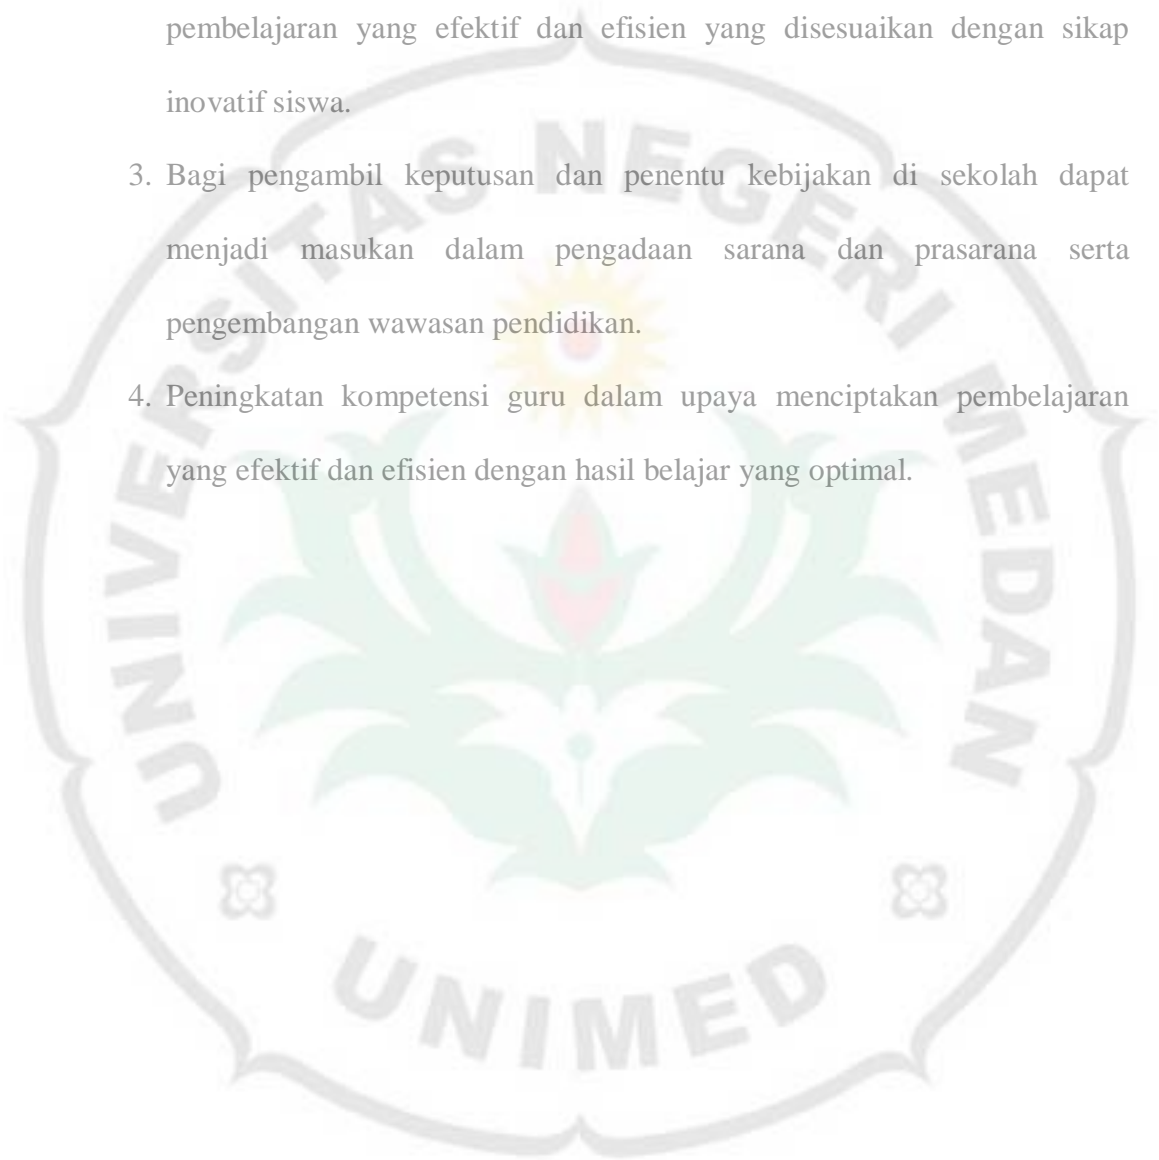 pembelajaran yang efektif dan efisien yang disesuaikan dengan sikap
inovatif siswa.
3. Bagi pengambil keputusan dan penentu kebijakan di sekolah dapat
menjadi masukan dalam pengadaan sarana dan prasarana serta
pengembangan wawasan pendidikan.
4. Peningkatan kompetensi guru dalam upaya menciptakan pembelajaran
yang efektif dan efisien dengan hasil belajar yang optimal.
UNIVERSITAS NEGERI MEDAN
UNIMED